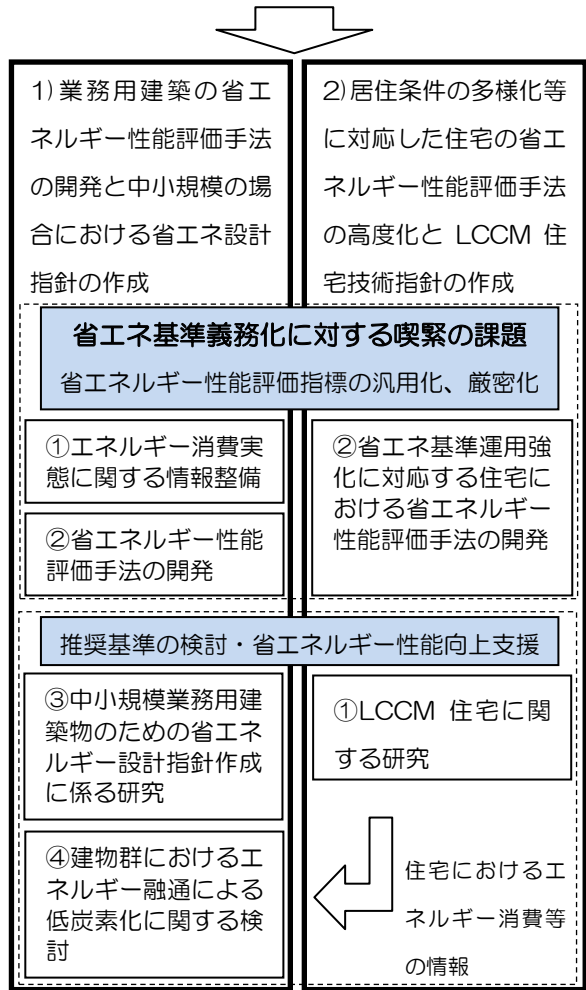 1)業務用建築の省エ
ネルギー性能評価手法
の開発と中小規模の場
合における省エネ設計
指針の作成
2)居住条件の多様化等
に対応した住宅の省エ
ネルギー性能評価手法
の高度化と LCCM 住
宅技術指針の作成
省エネ基準義務化に対する喫緊の課題
省エネルギー性能評価指標の汎用化、厳密化
①エネルギー消費実
態に関する情報整備
②省エネルギー性能
評価手法の開発
②省エネ基準運用強
化に対応する住宅に
おける省エネルギー
性能評価手法の開発
推奨基準の検討・省エネルギー性能向上支援
③中小規模業務用建
築物のための省エネ
ルギー設計指針作成
に係る研究
④建物群におけるエ
ネルギー融通による
低炭素化に関する検
討
①LCCM 住宅に関
する研究
住宅におけるエ
ネルギー消費等
の情報